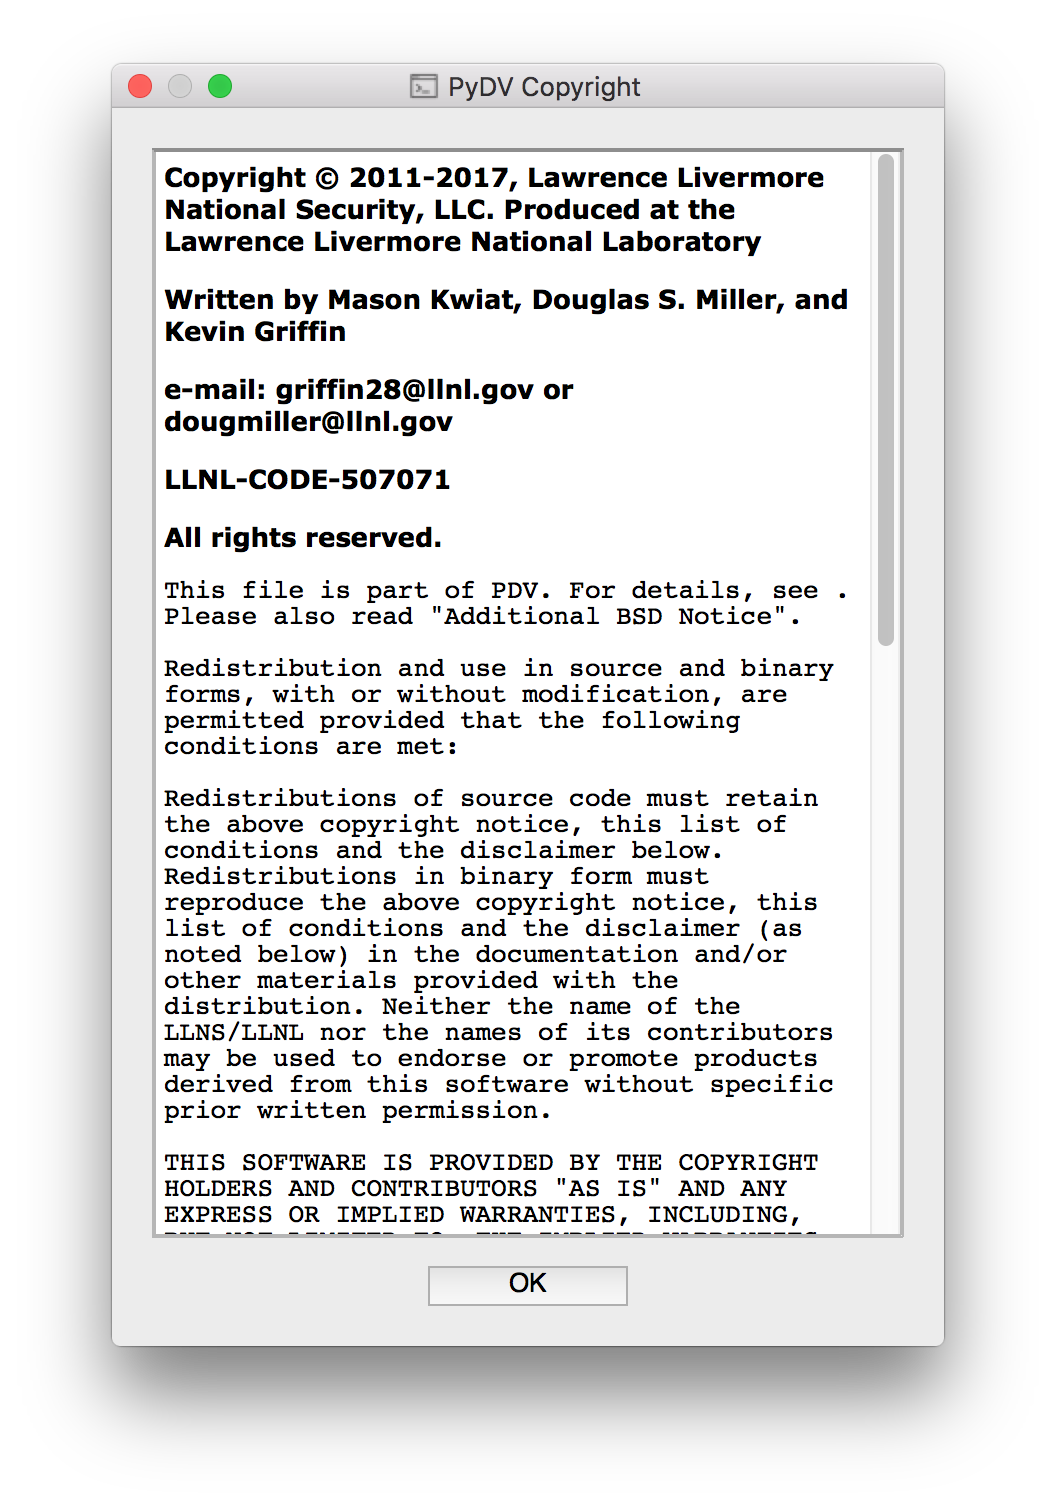 PyDV Copyright
Copyright © 2011-2017, Lawrence Livermore
National Security, LLC. Produced at the
Lawrence Livermore National Laboratory
Written by Mason Kwiat, Douglas S. Miller, and
Kevin Griffin
e-mail: griffin28@llnl.gov or
dougmiller@llnl.gov
LLNL-CODE-507071
All rights reserved.
This file is part of PDV. For details, see .
Please also read "Additional BSD Notice".
Redistribution and use in source and binary
forms, with or without modification, are
permitted provided that the following
conditions are met:
Redistributions of source code must retain
the above copyright notice, this list of
conditions and the disclaimer below.
Redistributions in binary form must
reproduce the above copyright notice, this
list of conditions and the disclaimer (as
noted below) in the documentation and/or
other materials provided with the
distribution. Neither the name of the
LLNS/LLNL nor the names of its contributors
may be used to endorse or promote products
derived from this software without specific
prior written permission.
THIS SOFTWARE IS PROVIDED BY THE COPYRIGHT
HOLDERS AND CONTRIBUTORS "AS IS" AND ANY
EXPRESS OR IMPLIED WARRANTIES, INCLUDING,
OK